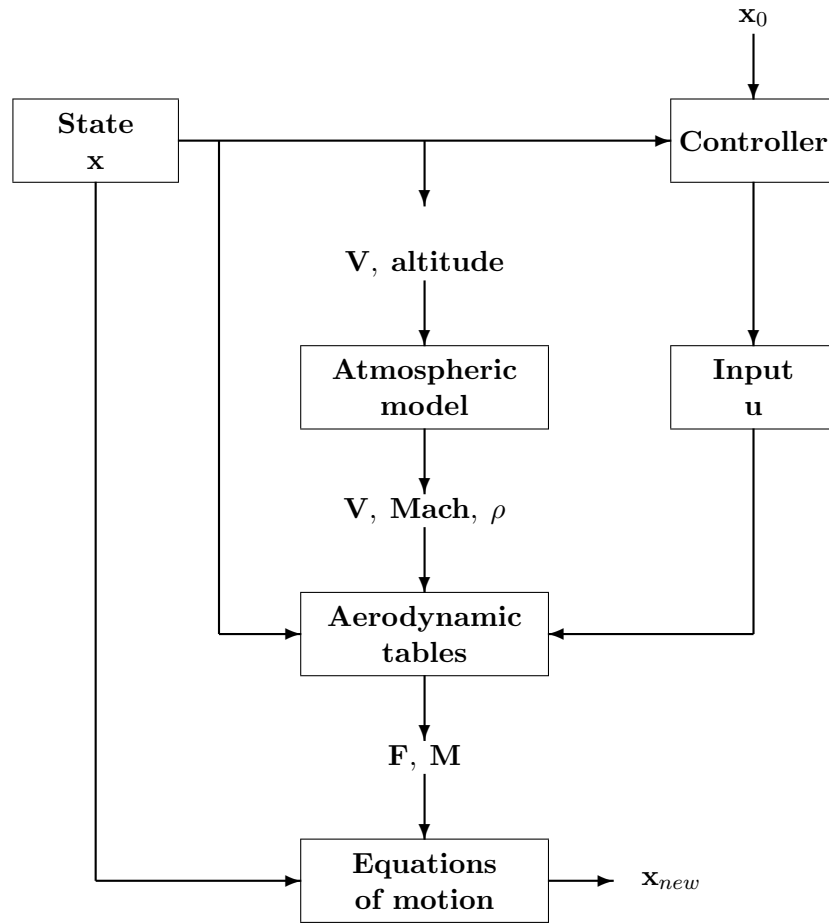 x₀
State
x
Controller
V, altitude
Atmospheric
model
Input
u
V, Mach, ρ
Aerodynamic
tables
F, M
Equations
of motion
xₙₑw